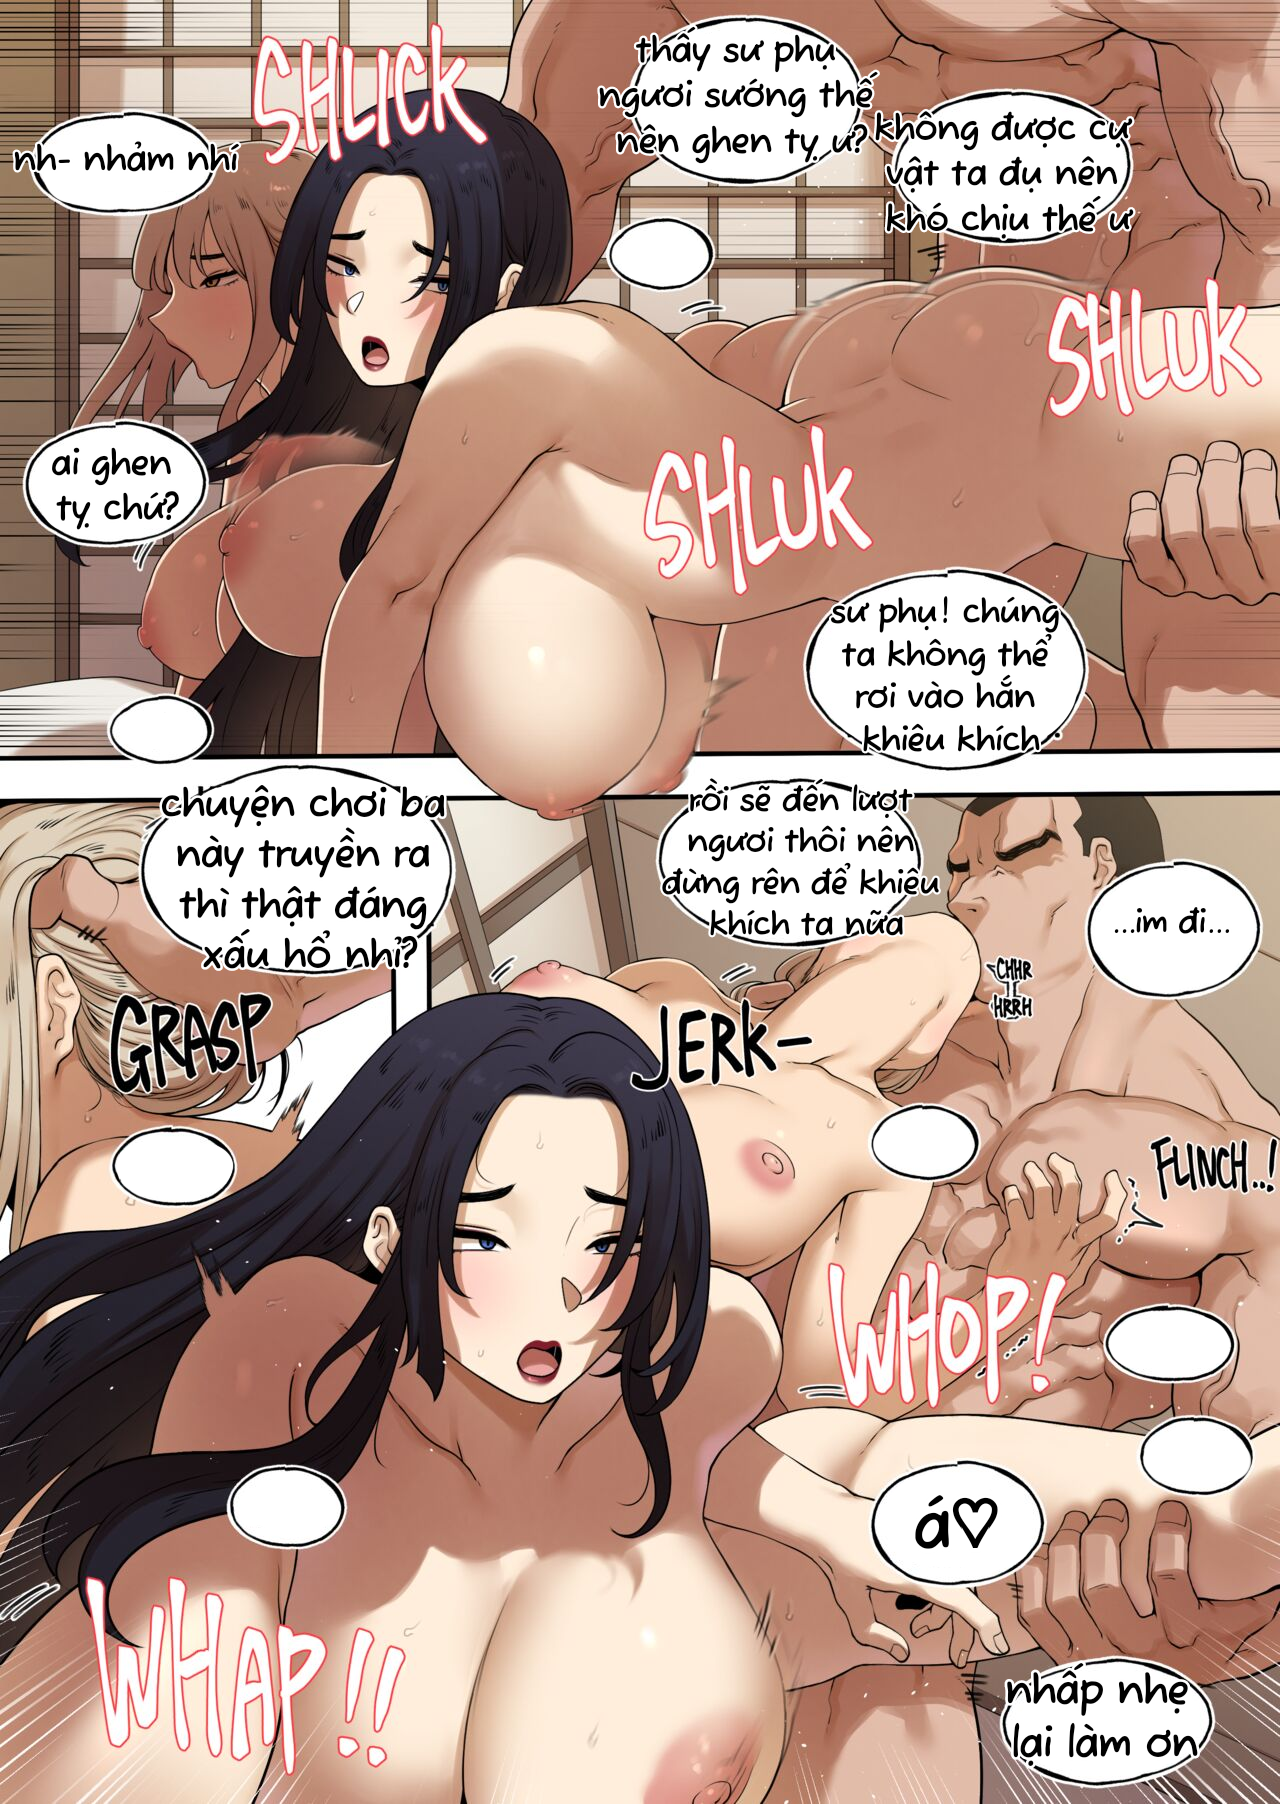 SHLICK
thấy sư phụ
ngươi sướng thế
nên ghen tỵ ư?
không được cự
vật ta đụ nên
khó chịu thế ư
nh- nhảm nhí
SHLUK
ai ghen
tỵ chứ?
SHLUK
sư phụ! chúng
ta không thể
rơi vào hắn
khiêu khích
chuyện chơi ba
này truyền ra
thì thật đáng
xấu hổ nhỉ?
rồi sẽ đến lượt
ngươi thôi nên
đừng rên để khiêu
khích ta nữa
...im đi...
CHHR
HRRH
GRASP
JERK-
FLINCH..!
WHOP!
á♡
WHAP!!
nhấp nhẹ
lại làm ơn